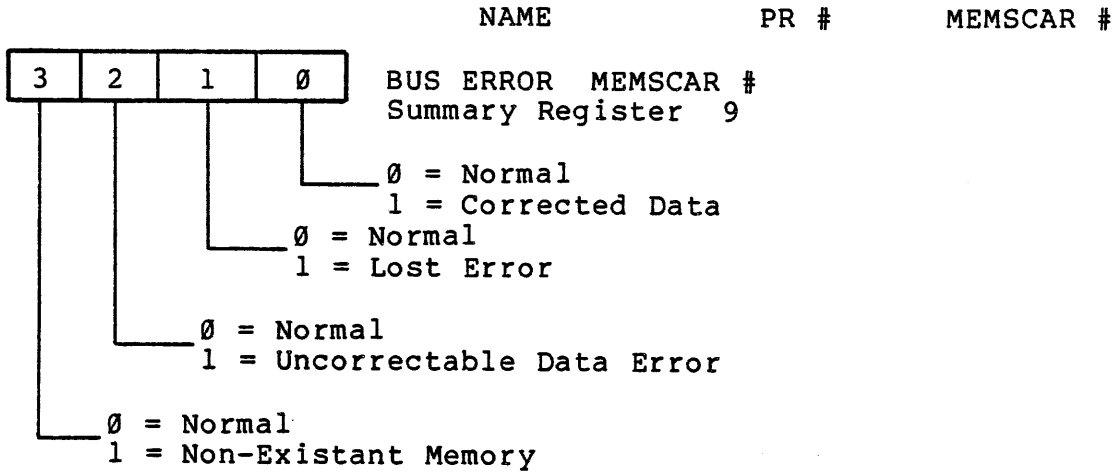 NAME PR # MEMSCAR #
3 2 1 Ø BUS ERROR MEMSCAR #
Summary Register 9
Ø = Normal
1 = Corrected Data
Ø = Normal
1 = Lost Error
Ø = Normal
1 = Uncorrectable Data Error
Ø = Normal
1 = Non-Existant Memory